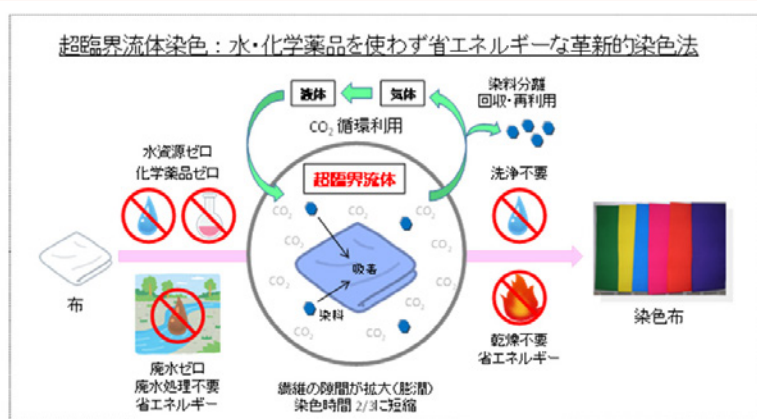 超臨界流体染色：水・化学薬品を使わず省エネルギーな革新的染色法
液体
気体
CO₂ 循環利用
染料分離
回収・再利用
水資源ゼロ
化学薬品ゼロ
超臨界流体
洗浄不要
CO₂ CO₂
CO₂ CO₂
CO₂ CO₂
CO₂ CO₂
CO₂ CO₂
吸着
染料
布
廃水ゼロ
廃水処理不要
省エネルギー
乾燥不要
省エネルギー
染色布
繊維の隙間が拡大（膨潤）
染色時間 2/3に短縮